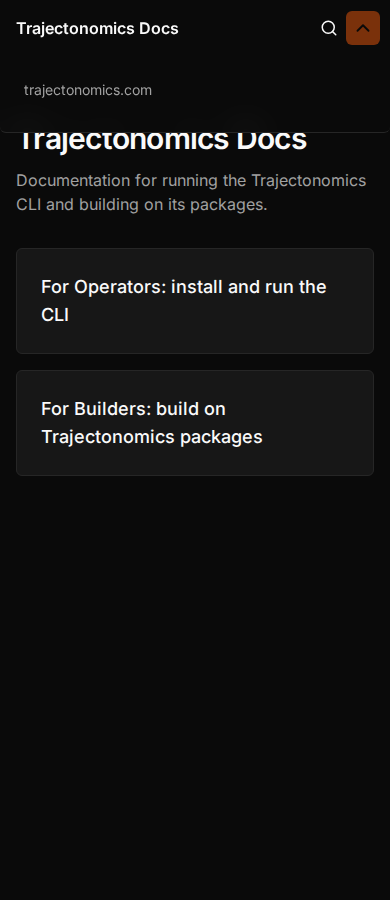 Trajectonomics Docs
trajectonomics.com
Trajectonomics Docs
Documentation for running the Trajectonomics
CLI and building on its packages.
For Operators: install and run the
CLI
For Builders: build on
Trajectonomics packages